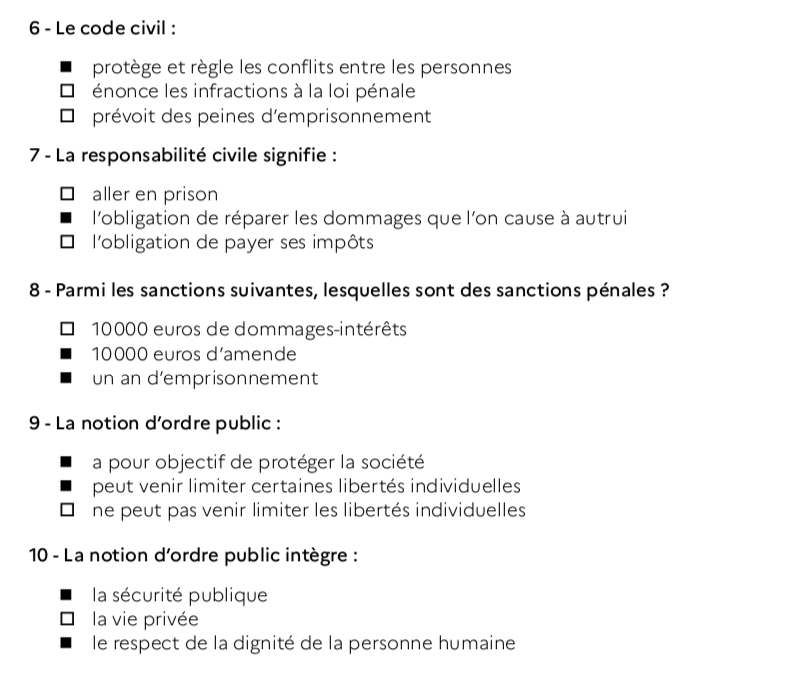 6 - Le code civil :
■ protège et règle les conflits entre les personnes
□ énonce les infractions à la loi pénale
□ prévoit des peines d'emprisonnement
7 - La responsabilité civile signifie :
□ aller en prison
■ l'obligation de réparer les dommages que l'on cause à autrui
□ l'obligation de payer ses impôts
8 - Parmi les sanctions suivantes, lesquelles sont des sanctions pénales ?
□ 10 000 euros de dommages-intérêts
■ 10 000 euros d'amende
■ un an d'emprisonnement
9 - La notion d'ordre public :
■ a pour objectif de protéger la société
■ peut venir limiter certaines libertés individuelles
□ ne peut pas venir limiter les libertés individuelles
10 - La notion d'ordre public intègre :
■ la sécurité publique
□ la vie privée
■ le respect de la dignité de la personne humaine